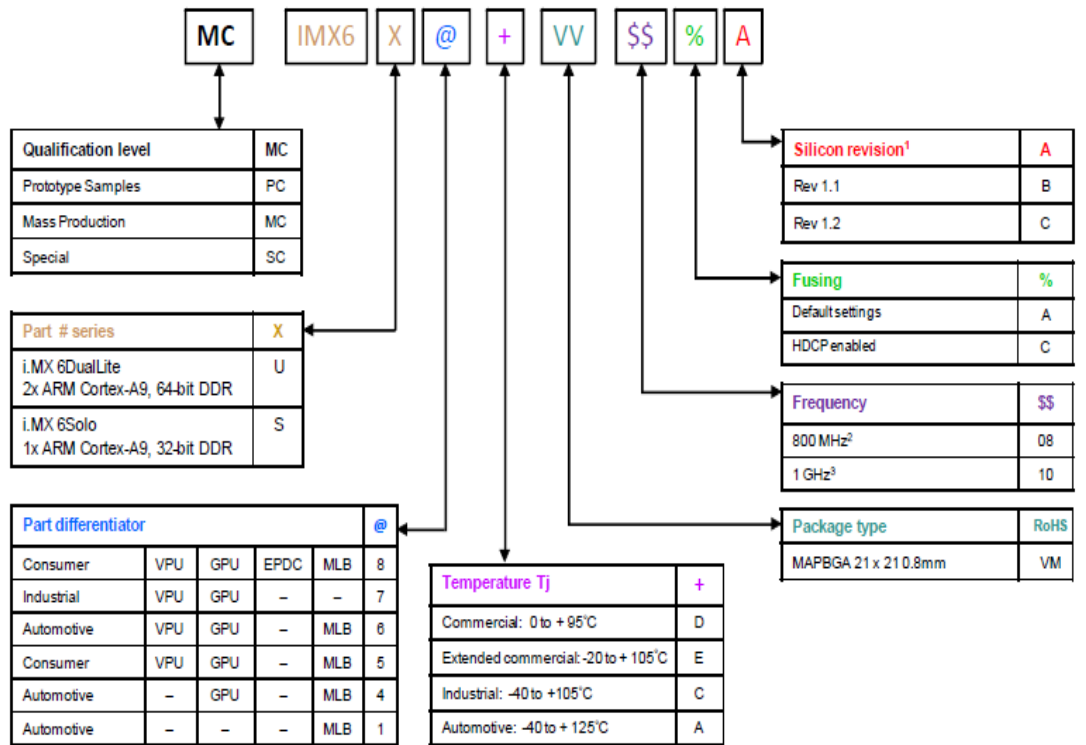 MC IMX6 X @ + VV $$ % A
Qualification level MC
Prototype Samples PC
Mass Production MC
Special SC
Part # series X
i.MX 6DualLite U
2x ARM Cortex-A9, 64-bit DDR
i.MX 6Solo S
1x ARM Cortex-A9, 32-bit DDR
Part differentiator @
Consumer VPU GPU EPDC MLB 8
Industrial VPU GPU – – 7
Automotive VPU GPU – MLB 6
Consumer VPU GPU – MLB 5
Automotive – GPU – MLB 4
Automotive – – – MLB 1
Temperature Tj +
Commercial: 0 to + 95°C D
Extended commercial: -20 to + 105°C E
Industrial: -40 to +105°C C
Automotive: -40 to + 125°C A
Silicon revision¹ A
Rev 1.1 B
Rev 1.2 C
Fusing %
Default settings A
HDCP enabled C
Frequency $$
800 MHz² 08
1 GHz³ 10
Package type RoHS
MAPBGA 21 x 21 0.8mm VM